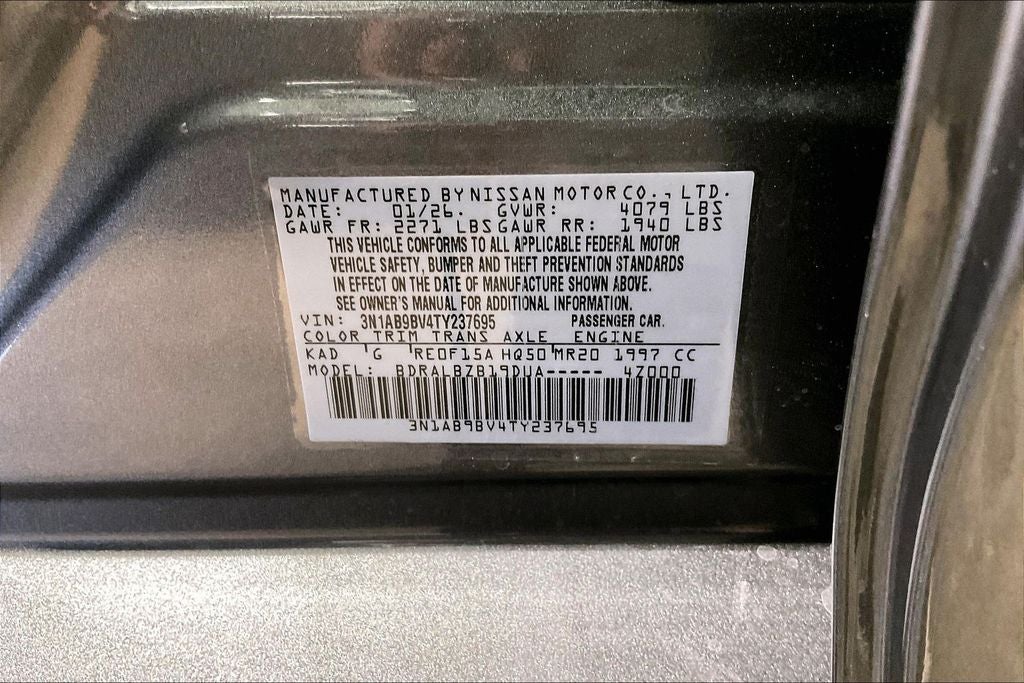 MANUFACTURED BY NISSAN MOTOR CO., LTD.
DATE: 01/26. GVWR: 4079 LBS
GAWR FR: 2271 LBS GAWR RR: 1940 LBS
THIS VEHICLE CONFORMS TO ALL APPLICABLE FEDERAL MOTOR
VEHICLE SAFETY, BUMPER AND THEFT PREVENTION STANDARDS
IN EFFECT ON THE DATE OF MANUFACTURE SHOWN ABOVE.
SEE OWNER'S MANUAL FOR ADDITIONAL INFORMATION.
VIN: 3N1AB9BV4TY237695 PASSENGER CAR.
COLOR TRIM TRANS AXLE ENGINE
KAD G RE0F15A HQ50 MR20 1997 CC
MODEL: BDRALBZB19DUA----- 4Z000
3N1AB9BV4TY237695